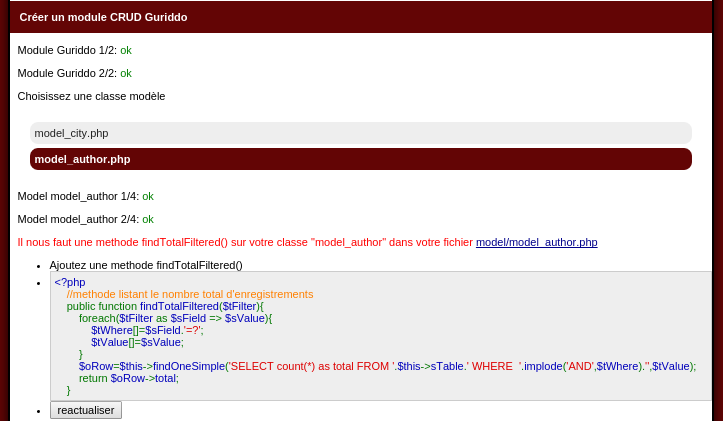 Créer un module CRUD Guriddo
Module Guriddo 1/2: ok
Module Guriddo 2/2: ok
Choisissez une classe modèle
model_city.php
model_author.php
Model model_author 1/4: ok
Model model_author 2/4: ok
Il nous faut une methode findTotalFiltered() sur votre classe "model_author" dans votre fichier model/model_author.php
Ajoutez une methode findTotalFiltered()
<?php
//methode listant le nombre total d'enregistrements
public function findTotalFiltered($tFilter){
foreach($tFilter as $sField => $sValue){
$tWhere[]=$sField.'=?';
$tValue[]=$sValue;
}
$oRow=$this->findOneSimple('SELECT count(*) as total FROM '.$this->sTable.' WHERE  '.implode('AND',$tWhere).'',$tValue);
return $oRow->total;
}
reactualiser